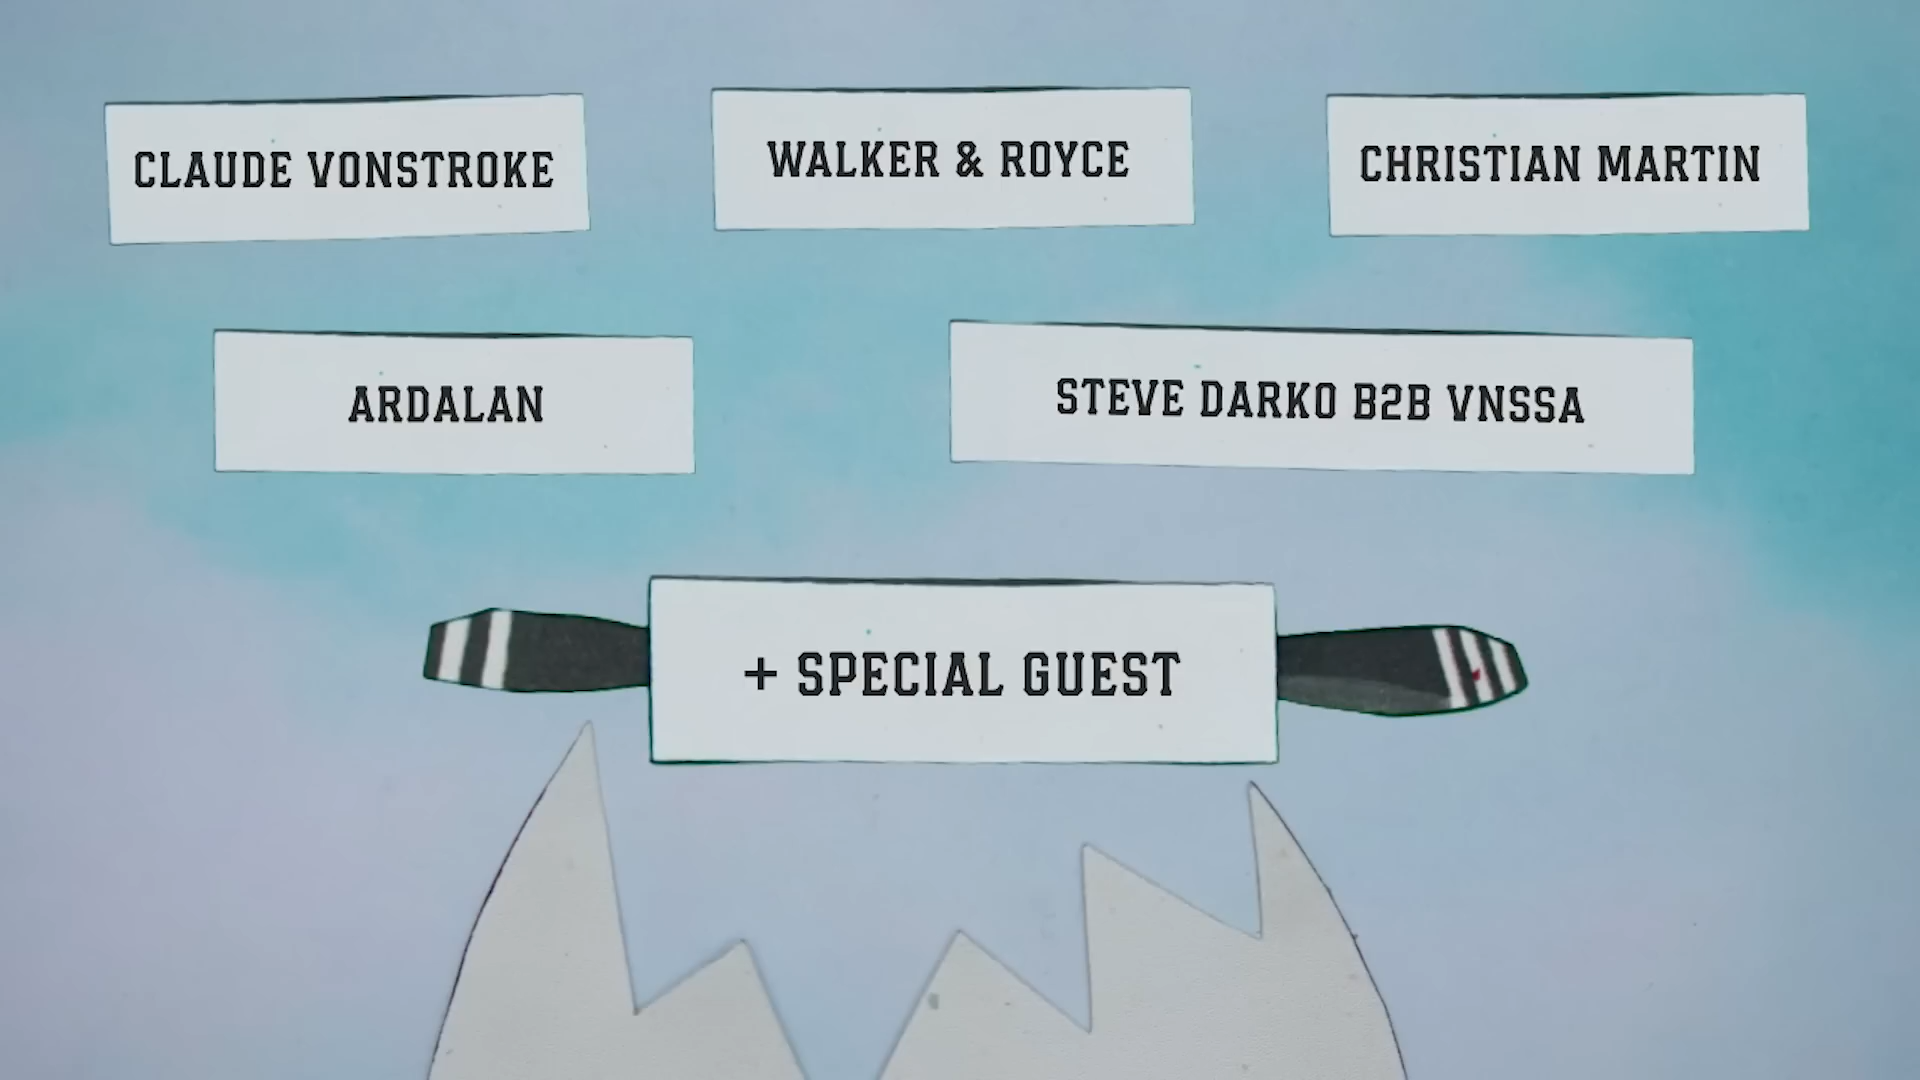 CLAUDE VONSTROKE
WALKER & ROYCE
CHRISTIAN MARTIN
ARDALAN
STEVE DARKO B2B VNSSA
+ SPECIAL GUEST